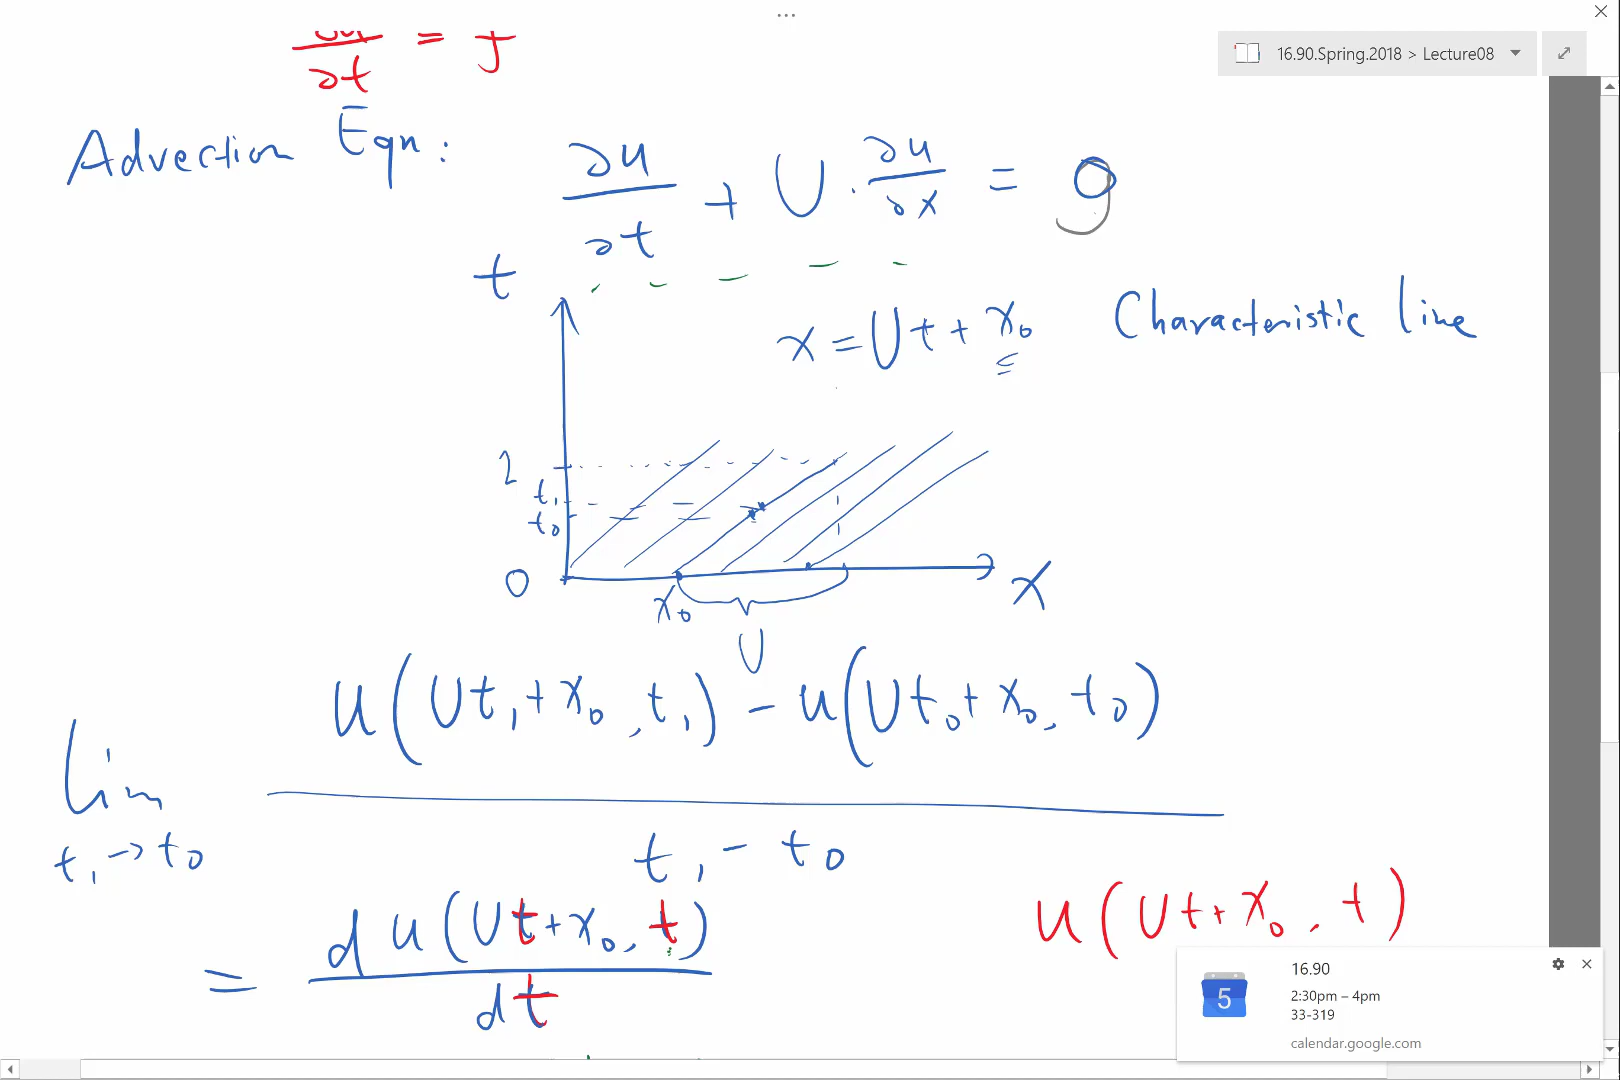 16.90.Spring.2018 > Lecture08
∂t =
Advection Eqn: ∂u/∂t + U · ∂u/∂x = g
t
x = Ut + x₀ Characteristic line
2
t₁
t₀
0
x₀ x
U
lim t₁→t₀ u(Ut₁+x₀, t₁) − u(Ut₀+x₀, t₀)
t₁ − t₀
= d u(Ut+x₀, t) / dt
u(Ut+x₀, t)
16.90
5
2:30pm – 4pm
33-319
calendar.google.com